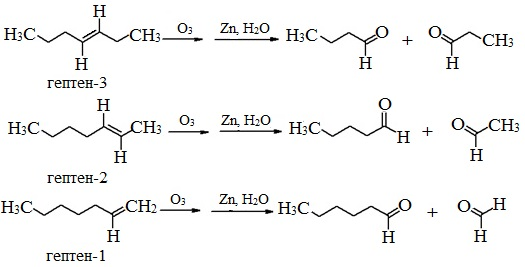 H₃C CH₃ O₃ Zn, H₂O H₃C O + O CH₃
H H H H
гептен-3
H₃C H CH₃ O₃ Zn, H₂O H₃C O H + O CH₃
H H
гептен-2
H₃C CH₂ O₃ Zn, H₂O H₃C O + O H
H H H
гептен-1